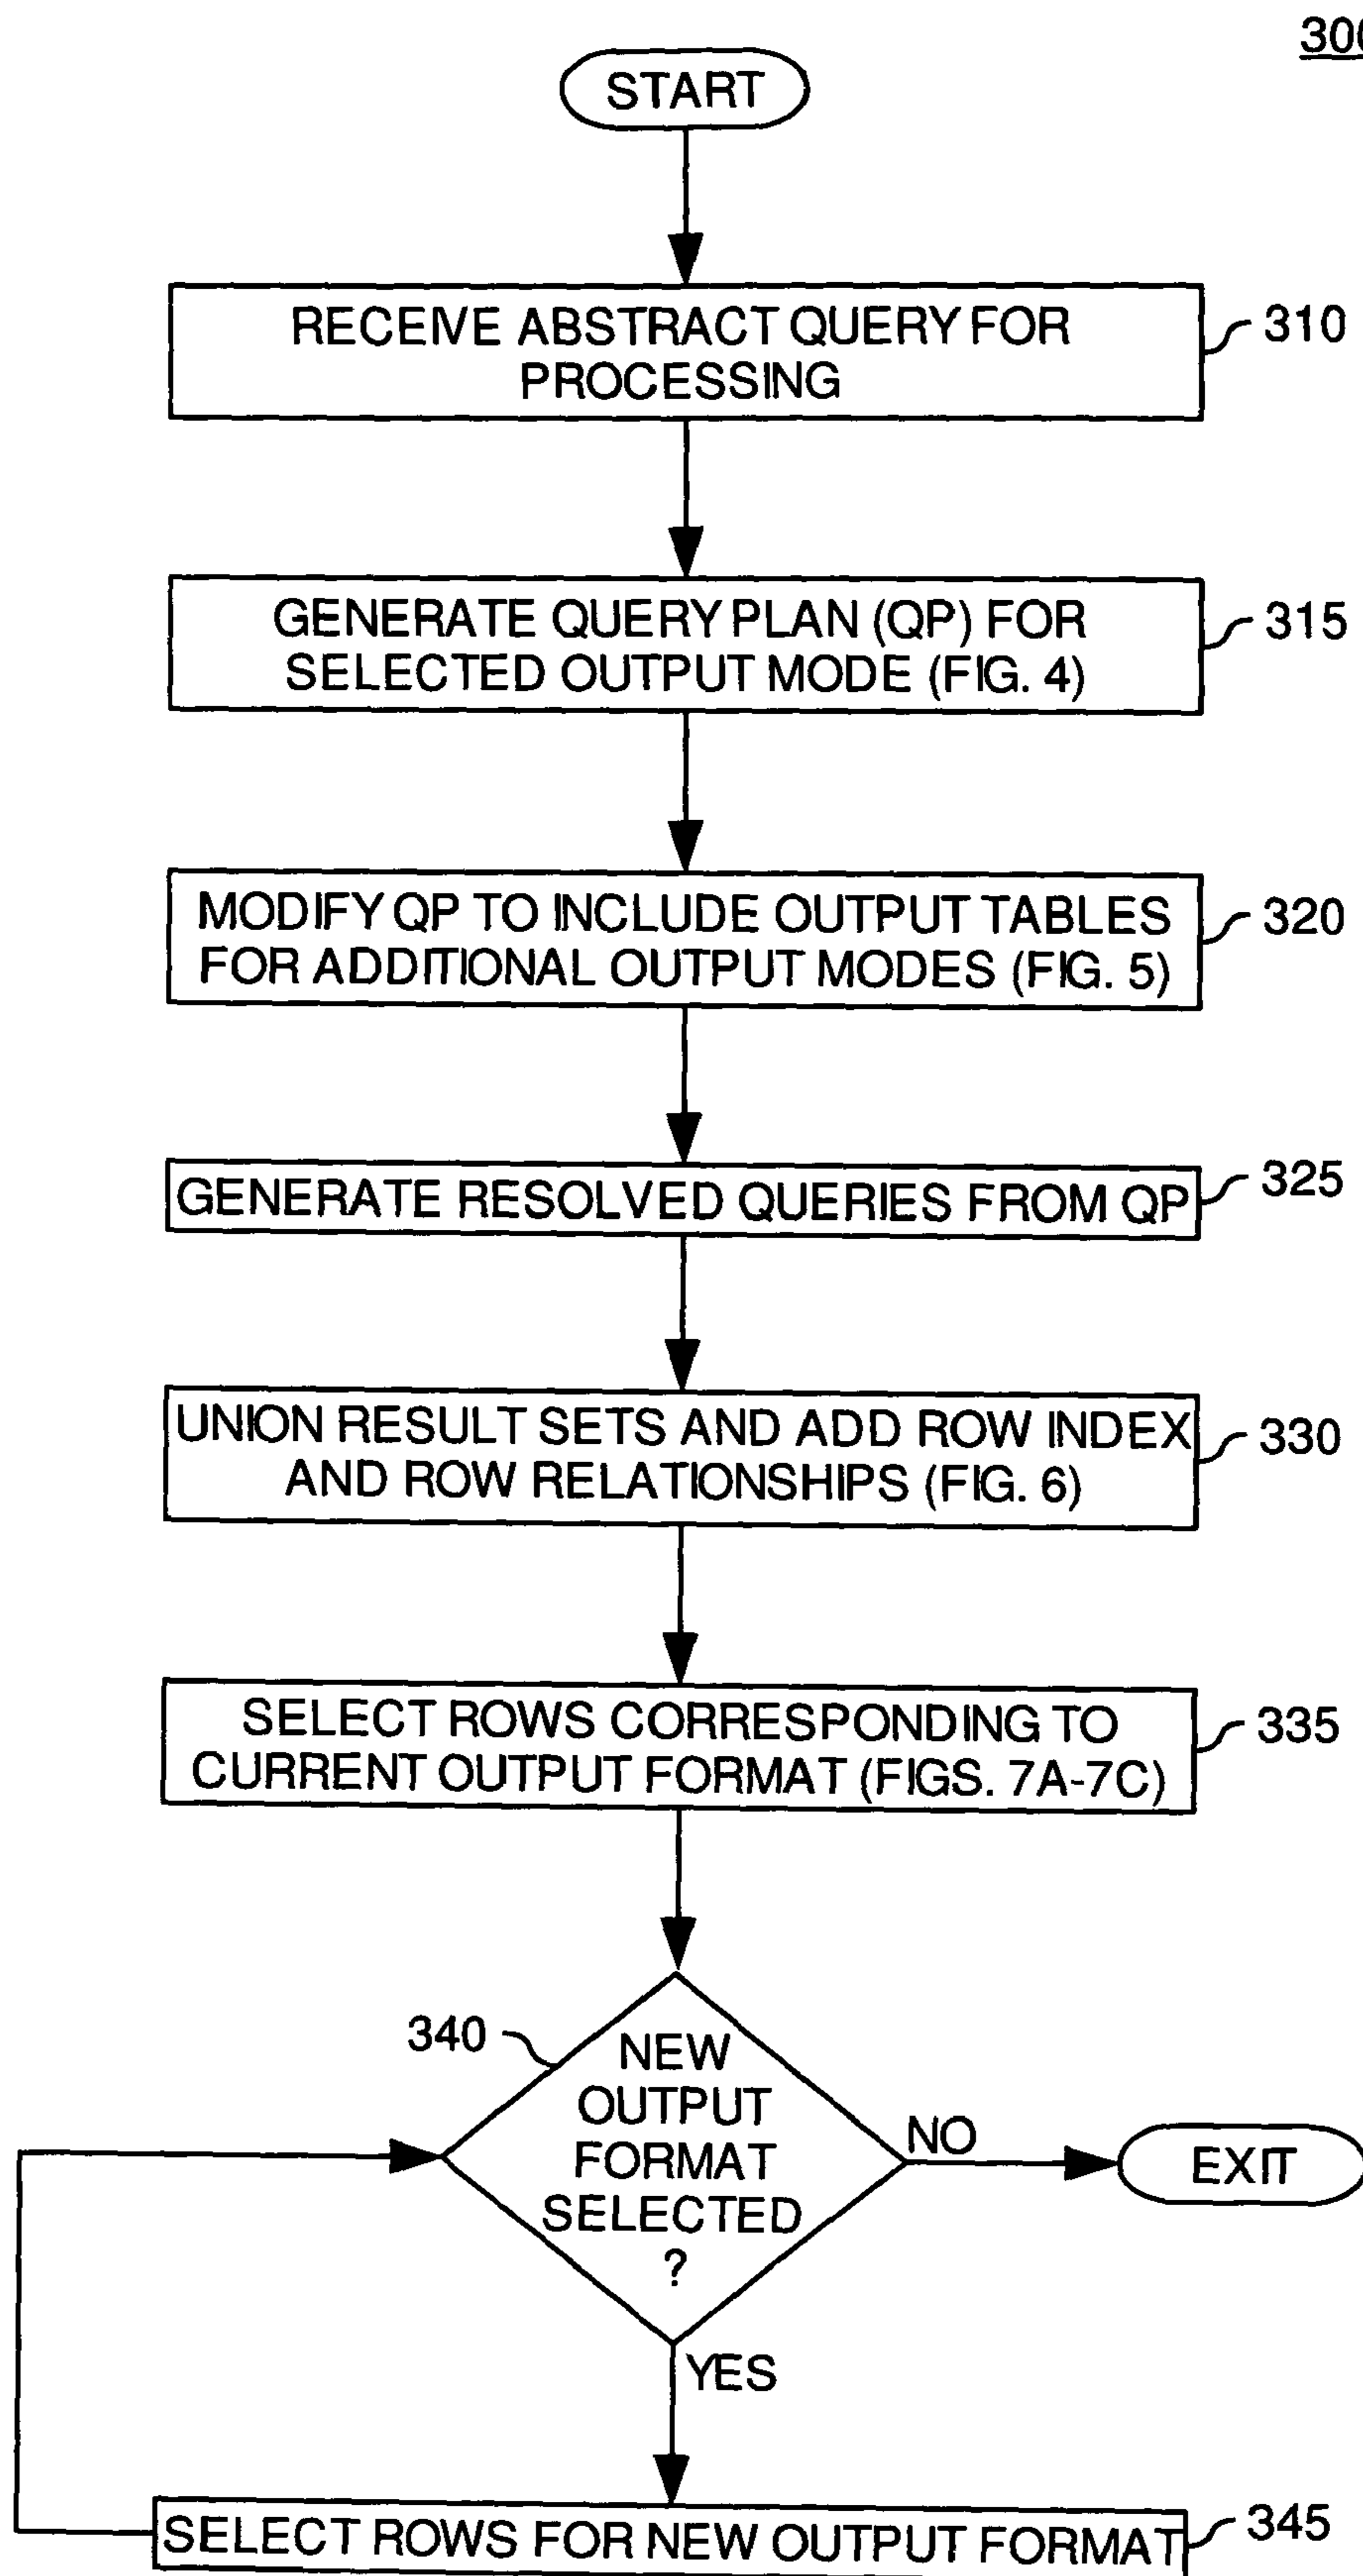 300
START
RECEIVE ABSTRACT QUERY FOR
PROCESSING
310
GENERATE QUERY PLAN (QP) FOR
SELECTED OUTPUT MODE (FIG. 4)
315
MODIFY QP TO INCLUDE OUTPUT TABLES
FOR ADDITIONAL OUTPUT MODES (FIG. 5)
320
GENERATE RESOLVED QUERIES FROM QP
325
UNION RESULT SETS AND ADD ROW INDEX
AND ROW RELATIONSHIPS (FIG. 6)
330
SELECT ROWS CORRESPONDING TO
CURRENT OUTPUT FORMAT (FIGS. 7A-7C)
335
340
NEW
OUTPUT
FORMAT
SELECTED
?
NO
EXIT
YES
SELECT ROWS FOR NEW OUTPUT FORMAT
345